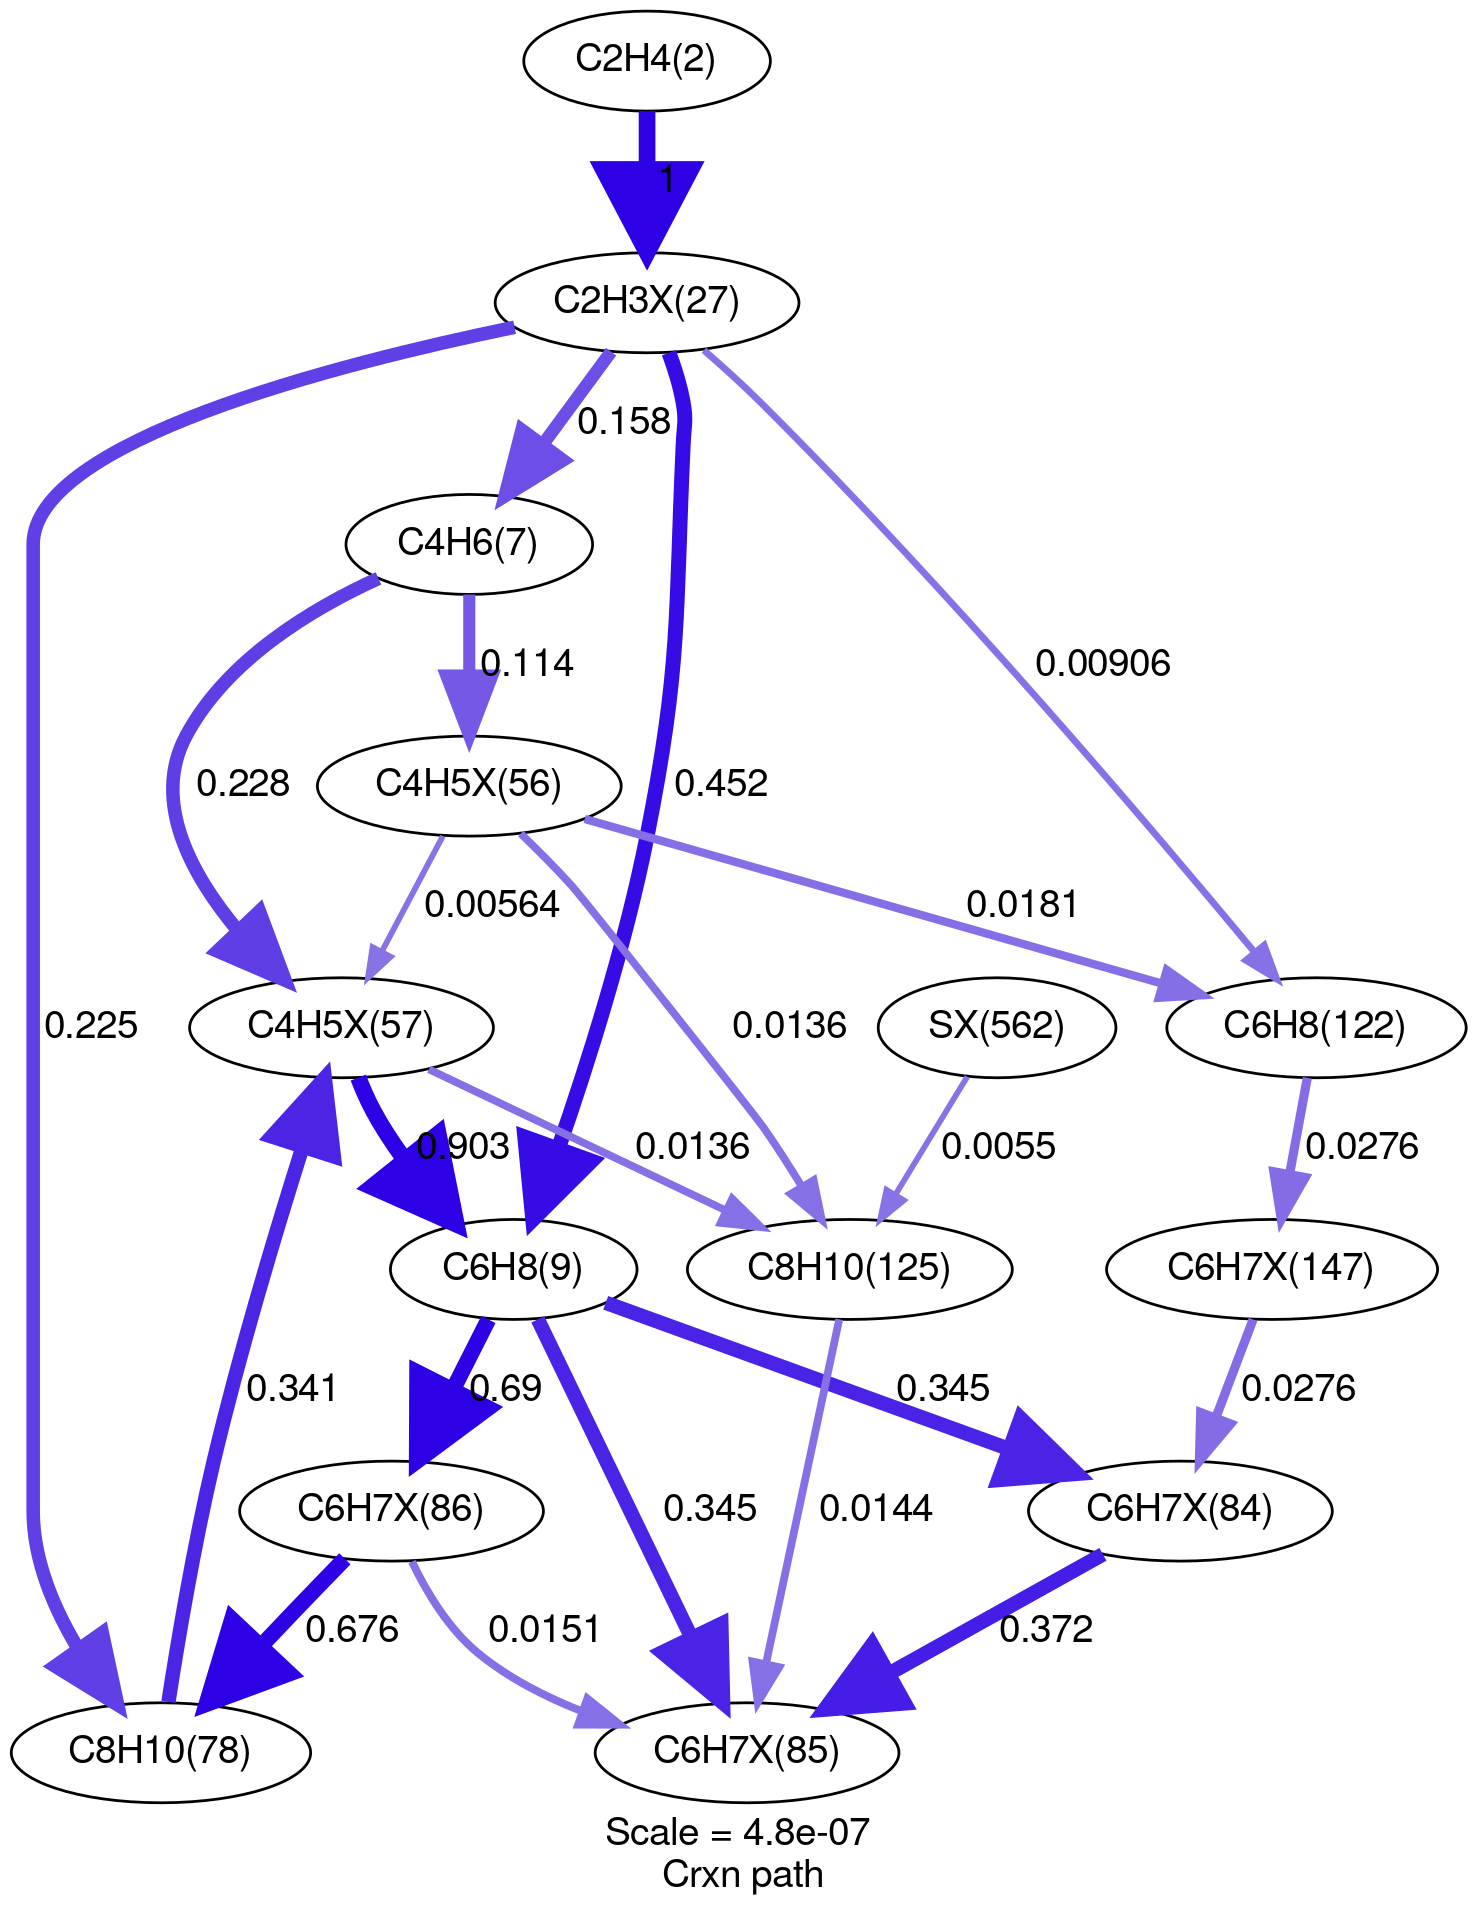 C2H4(2)
1
C2H3X(27)
0.158
C4H6(7)
0.114
0.00906
0.228
C4H5X(56)
0.452
0.00564
0.0181
0.225
C4H5X(57)
0.0136
SX(562)
C6H8(122)
0.903
0.0136
0.0055
0.0276
C6H8(9)
C8H10(125)
C6H7X(147)
0.341
0.69
0.345
0.0276
C6H7X(86)
0.345
0.0144
C6H7X(84)
0.676
0.0151
0.372
C8H10(78)
C6H7X(85)
Scale = 4.8e-07
Crxn path